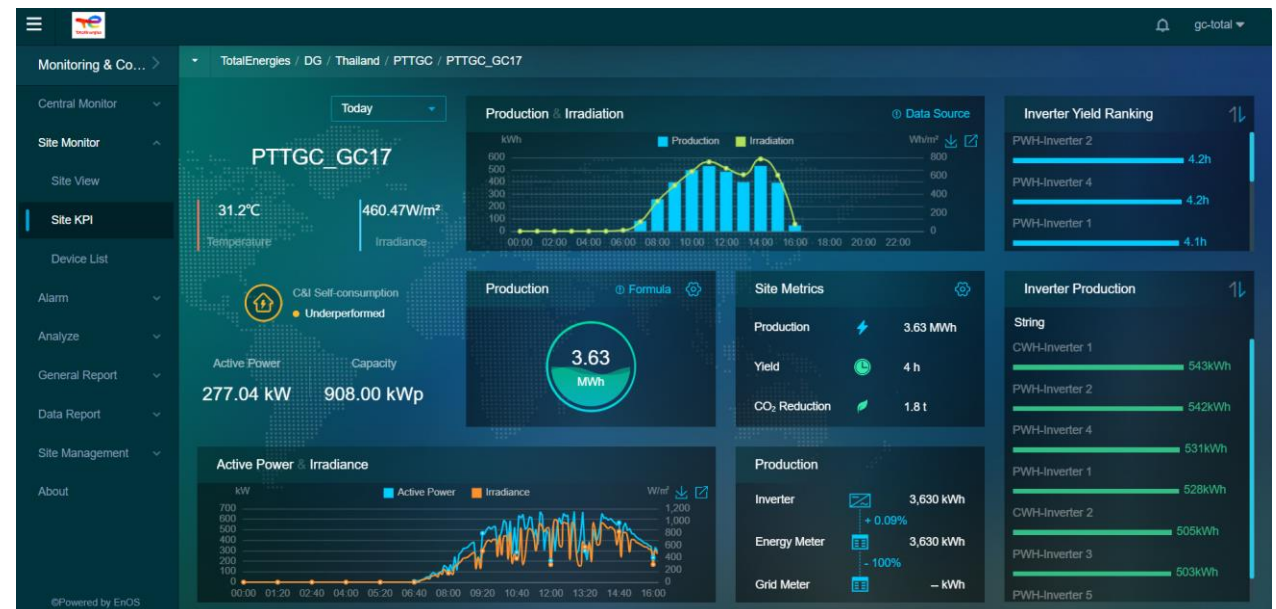 TotalEnergies
gc-total
Monitoring & Co...
TotalEnergies / DG / Thailand / PTTGC / PTTGC_GC17
Central Monitor
Site Monitor
Site View
Site KPI
Device List
Alarm
Analyze
General Report
Data Report
Site Management
About
©Powered by EnOS
Today
PTTGC_GC17
31.2℃
460.47W/m²
Temperature
Irradiance
C&I Self-consumption
Underperformed
Active Power
Capacity
277.04 kW
908.00 kWp
Production & Irradiation
Data Source
kWh
Production
Irradiation
Wh/m²
600
500
400
300
200
100
0
800
600
400
200
0
00:00 02:00 04:00 06:00 08:00 10:00 12:00 14:00 16:00 18:00 20:00 22:00
Inverter Yield Ranking
PWH-Inverter 2
4.2h
PWH-Inverter 4
4.2h
PWH-Inverter 1
4.1h
Production
Formula
3.63
MWh
Site Metrics
Production 3.63 MWh
Yield 4 h
CO₂ Reduction 1.8 t
Inverter Production
String
CWH-Inverter 1
543kWh
PWH-Inverter 2
542kWh
PWH-Inverter 4
531kWh
PWH-Inverter 1
528kWh
CWH-Inverter 2
505kWh
PWH-Inverter 3
503kWh
PWH-Inverter 5
Active Power & Irradiance
kW
Active Power
Irradiance
W/m²
700
600
500
400
300
200
100
0
1,200
1,000
800
600
400
200
0
00:00 01:20 02:40 04:00 05:20 06:40 08:00 09:20 10:40 12:00 13:20 14:40 16:00
Production
Inverter 3,630 kWh
+ 0.09%
Energy Meter 3,630 kWh
- 100%
Grid Meter -- kWh